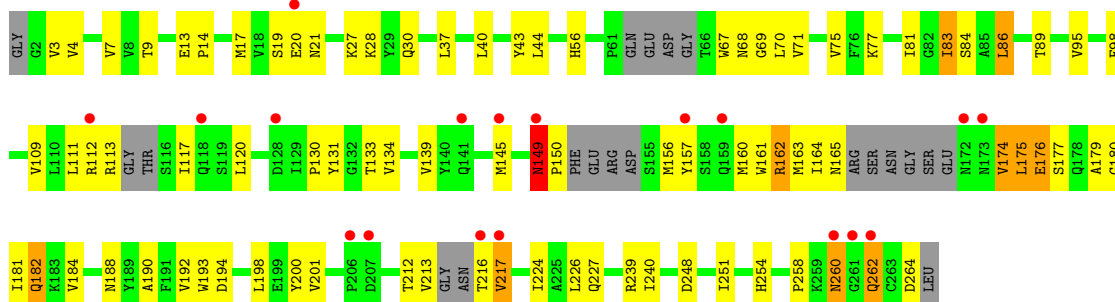 GLY G2 V3 V4 V7 V8 T9 E13 P14 M17 V18 S19 E20 N21 K27 K28 Y29 Q30 L37 L40 Y43 L44 H56 P61 GLN GLU ASP GLY T66 W67 N68 G69 L70 V71 V75 F76 K77 I81 G82 I83 S84 A85 L86 T89 V95
V109 L110 L111 R112 R113 GLY THR S116 I117 Q118 S119 L120 D128 I129 P130 Y131 G132 T133 V134 V139 Y140 Q141 M145 N149 P150 PHE GLU ARG ASP S155 M156 Y157 S158 Q159 M160 W161 R162 M163 I164 N165 ARG SER ASN GLY SER GLU N172 N173 V174 L175 E176 S177 Q178 A179
I181 Q182 K183 V184 N188 Y189 A190 F191 V192 W193 D194 L198 E199 Y200 V201 P206 D207 T212 V213 GLY ASN T216 V217 I224 A225 L226 Q227 R239 I240 D248 I251 H254 P258 K259 N260 G261 Q262 C263 D264 LEU